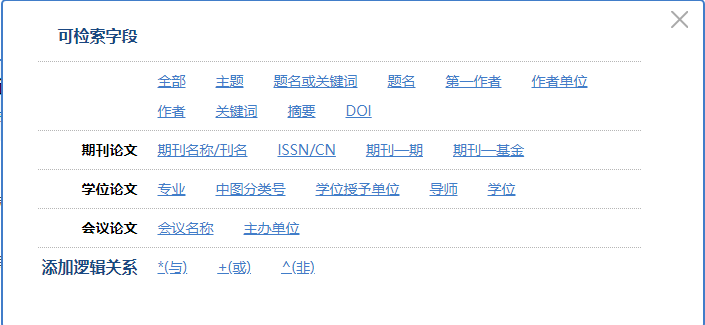 可检索字段
全部 主题 题名或关键词 题名 第一作者 作者单位
作者 关键词 摘要 DOI
期刊论文 期刊名称/刊名 ISSN/CN 期刊—期 期刊—基金
学位论文 专业 中图分类号 学位授予单位 导师 学位
会议论文 会议名称 主办单位
添加逻辑关系 *(与) +(或) ^(非)